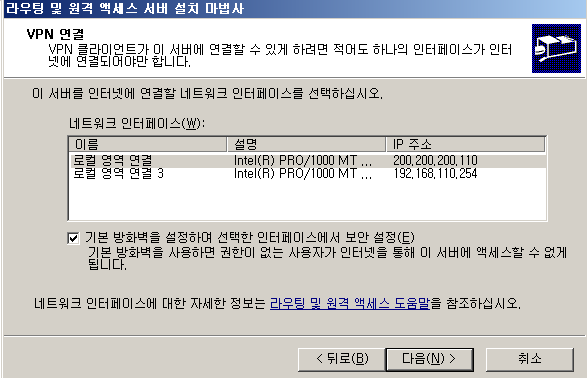 라우팅 및 원격 액세스 서버 설치 마법사
VPN 연결
VPN 클라이언트가 이 서버에 연결할 수 있게 하려면 적어도 하나의 인터페이스가 인터
넷에 연결되어야만 합니다.
이 서버를 인터넷에 연결할 네트워크 인터페이스를 선택하십시오.
네트워크 인터페이스(W):
이름 설명 IP 주소
로컬 영역 연결 Intel(R) PRO/1000 MT ... 200,200,200,110
로컬 영역 연결 3 Intel(R) PRO/1000 MT ... 192,168,110,254
기본 방화벽을 설정하여 선택한 인터페이스에서 보안 설정(E)
기본 방화벽을 사용하면 권한이 없는 사용자가 인터넷을 통해 이 서버에 액세스할 수 없게
됩니다.
네트워크 인터페이스에 대한 자세한 정보는 라우팅 및 원격 액세스 도움말을 참조하십시오.
< 뒤로(B) 다음(N) > 취소